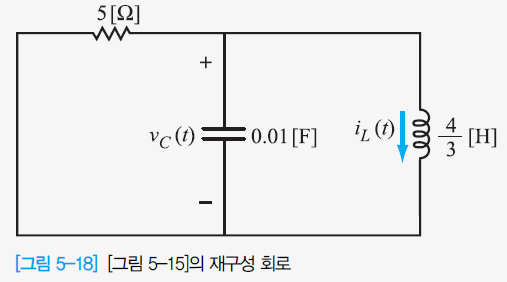 5[Ω]
+
v_C(t)
0.01[F]
i_L(t)
4/3 [H]
−
[그림 5-18] [그림 5-15]의 재구성 회로